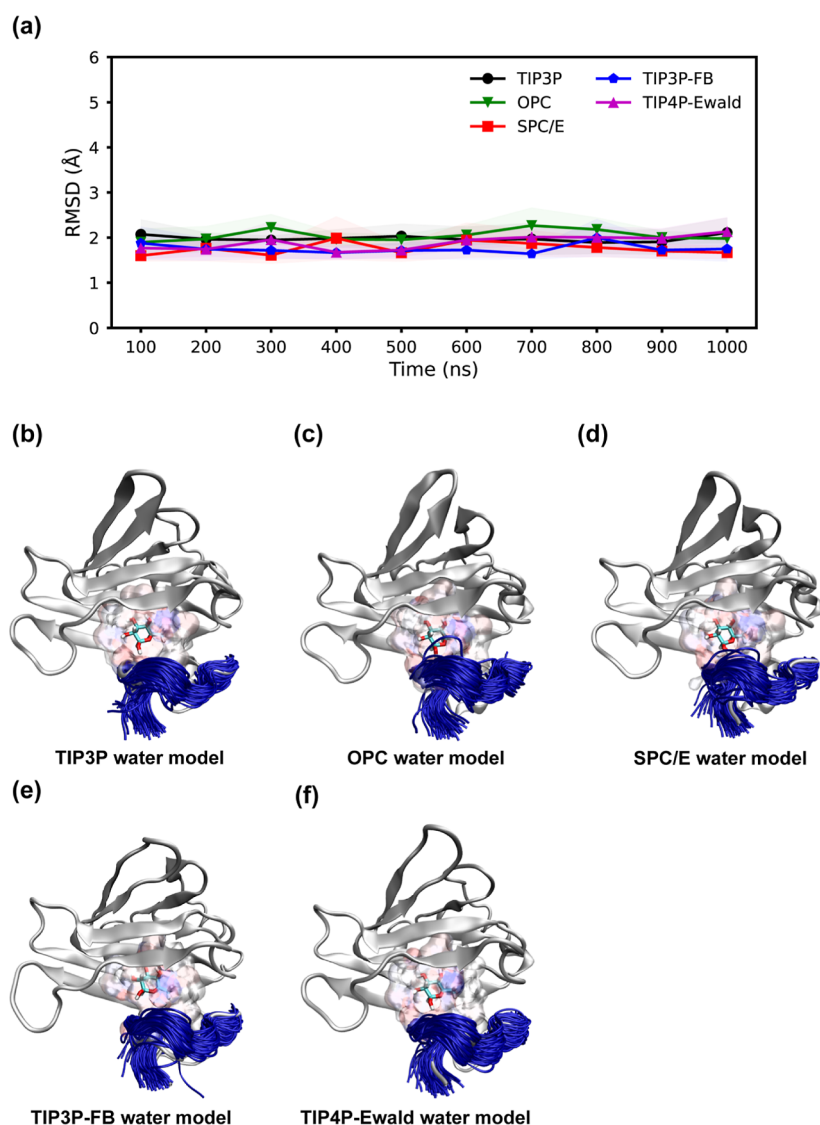 (a)
6
5
4
3
2
1
0
RMSD (Å)
TIP3P
OPC
SPC/E
TIP3P-FB
TIP4P-Ewald
100 200 300 400 500 600 700 800 900 1000
Time (ns)
(b) (c) (d)
TIP3P water model OPC water model SPC/E water model
(e) (f)
TIP3P-FB water model TIP4P-Ewald water model